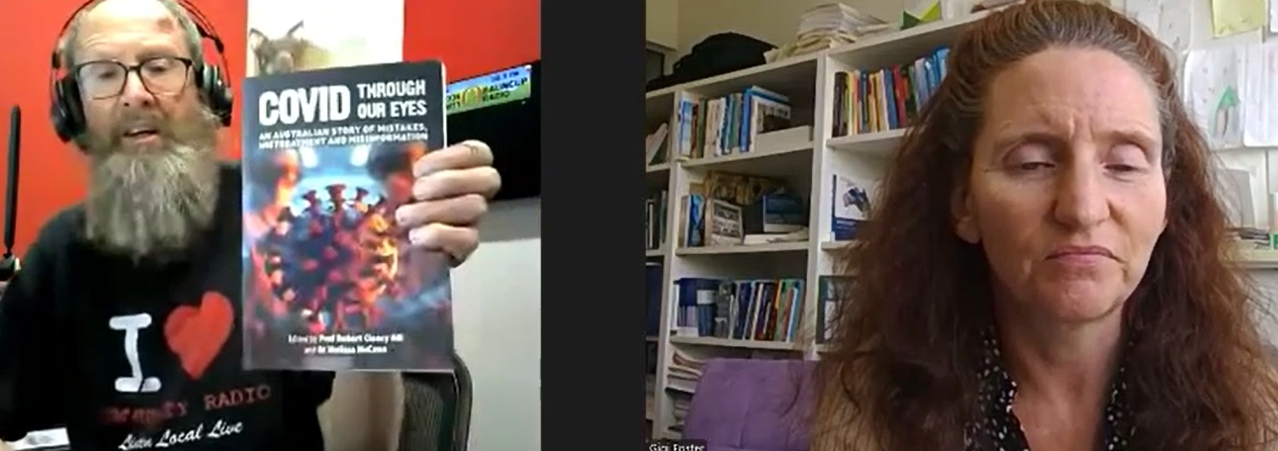 COVID THROUGH
OUR EYES
AN AUSTRALIAN STORY OF MISTAKES,
MISTREATMENT AND MISINFORMATION
Edited by Prof Robert Clancy AM
and Dr Melissa McCann
I
RADIO
Listen Local Live
RADIO
Gigi Foster